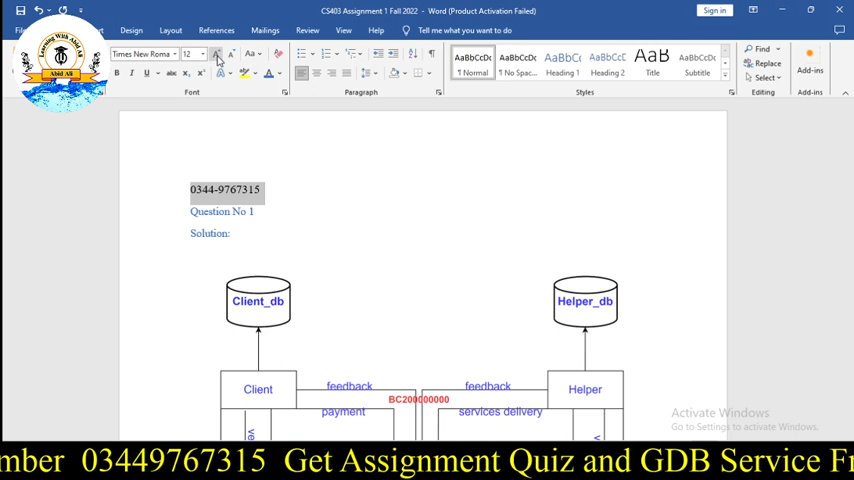 CS403 Assignment 1 Fall 2022 - Word (Product Activation Failed)
Sign in
Design Layout References Mailings Review View Help Tell me what you want to do
Learning With Abid Ali
Abid Ali
Times New Roma 12
Font
Paragraph
AaBbCcDc AaBbCcDc AaBbCc AaBbCcD AaB AaBbCcD
¶ Normal ¶ No Spac... Heading 1 Heading 2 Title Subtitle
Styles
Find
Replace
Select
Editing
Add-ins
Add-ins
0344-9767315
Question No 1
Solution:
Client_db
Helper_db
Client
feedback
feedback
Helper
BC200000000
payment
services delivery
Activate Windows
Go to Settings to activate Windows.
mber 03449767315 Get Assignment Quiz and GDB Service Fr